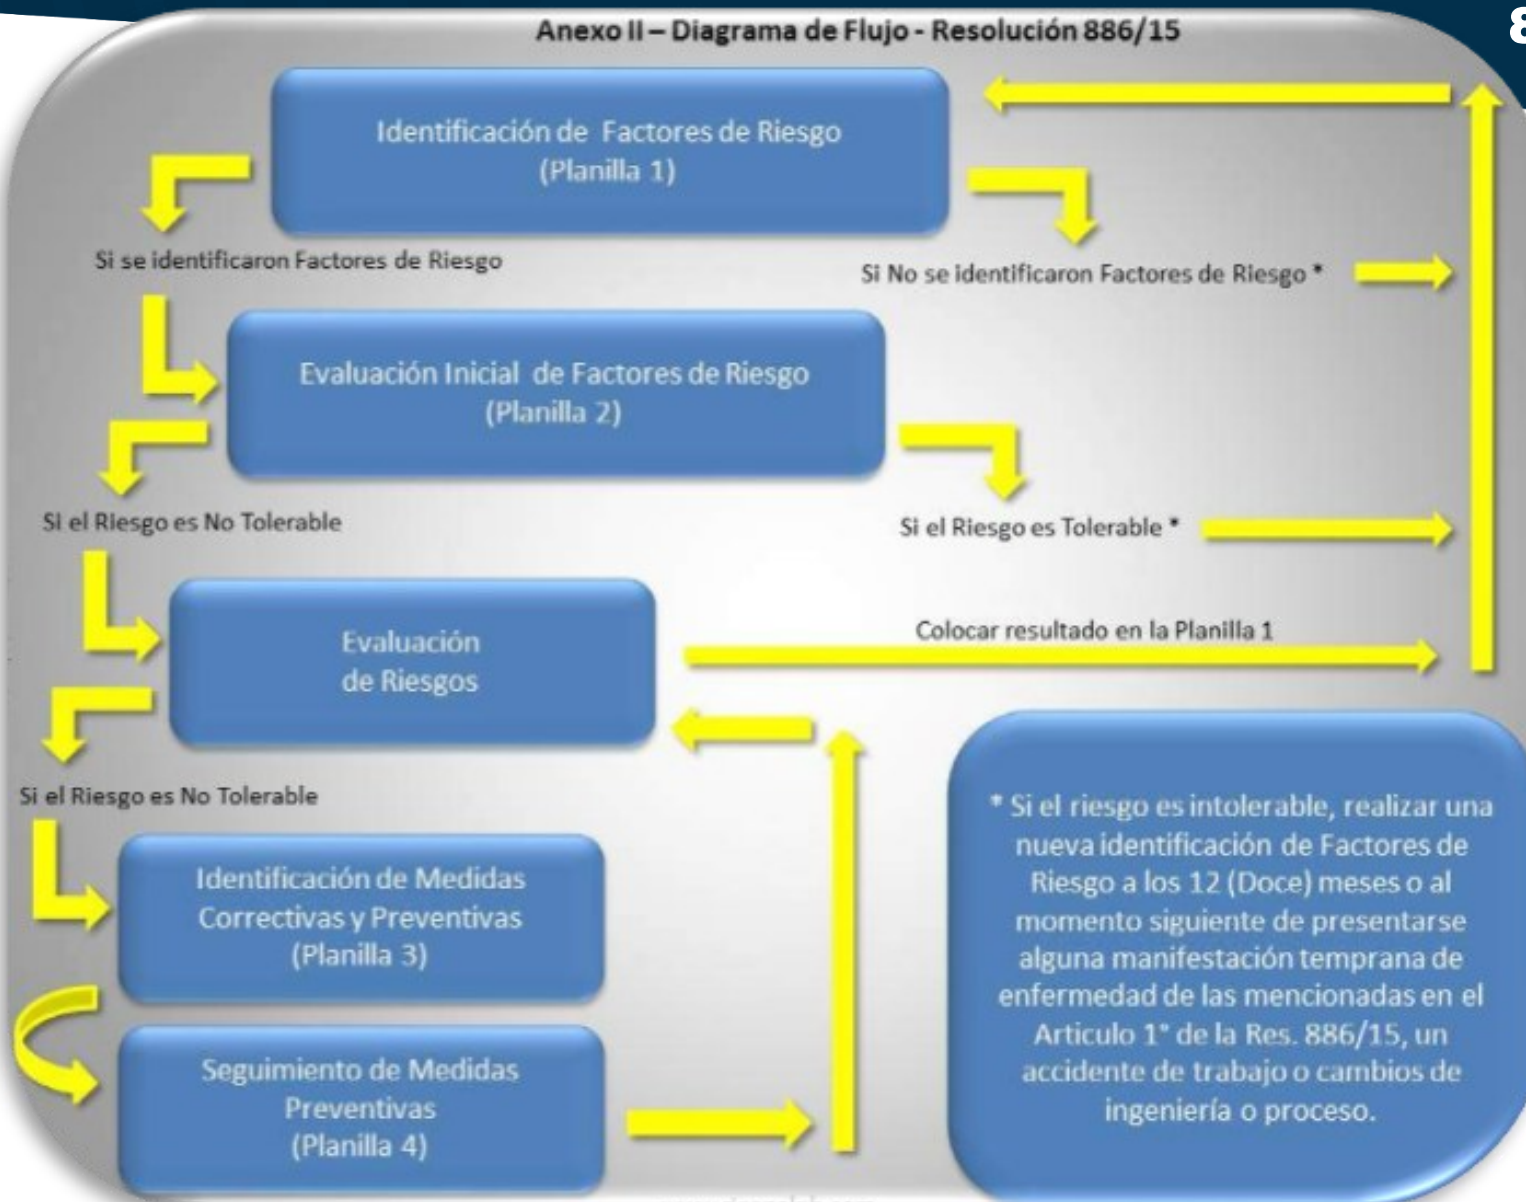 8
Anexo II – Diagrama de Flujo - Resolución 886/15
Identificación de Factores de Riesgo
(Planilla 1)
Si se identificaron Factores de Riesgo
Si No se identificaron Factores de Riesgo *
Evaluación Inicial de Factores de Riesgo
(Planilla 2)
Si el Riesgo es No Tolerable
Si el Riesgo es Tolerable *
Evaluación
de Riesgos
Colocar resultado en la Planilla 1
Si el Riesgo es No Tolerable
Identificación de Medidas
Correctivas y Preventivas
(Planilla 3)
Seguimiento de Medidas
Preventivas
(Planilla 4)
* Si el riesgo es intolerable, realizar una
nueva identificación de Factores de
Riesgo a los 12 (Doce) meses o al
momento siguiente de presentarse
alguna manifestación temprana de
enfermedad de las mencionadas en el
Articulo 1° de la Res. 886/15, un
accidente de trabajo o cambios de
ingeniería o proceso.